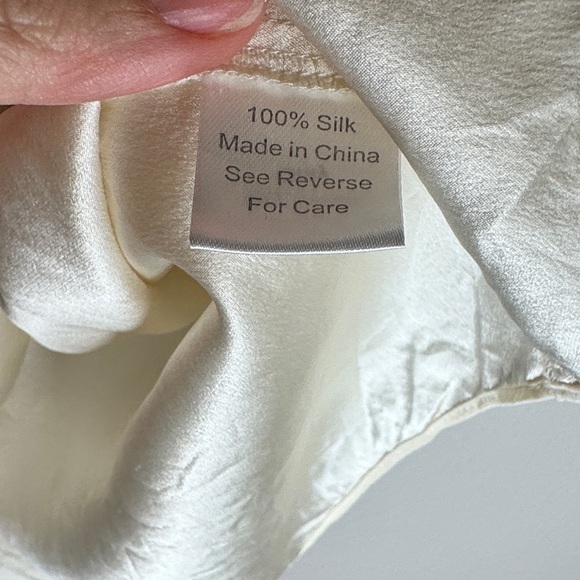 100% Silk
Made in China
See Reverse
For Care